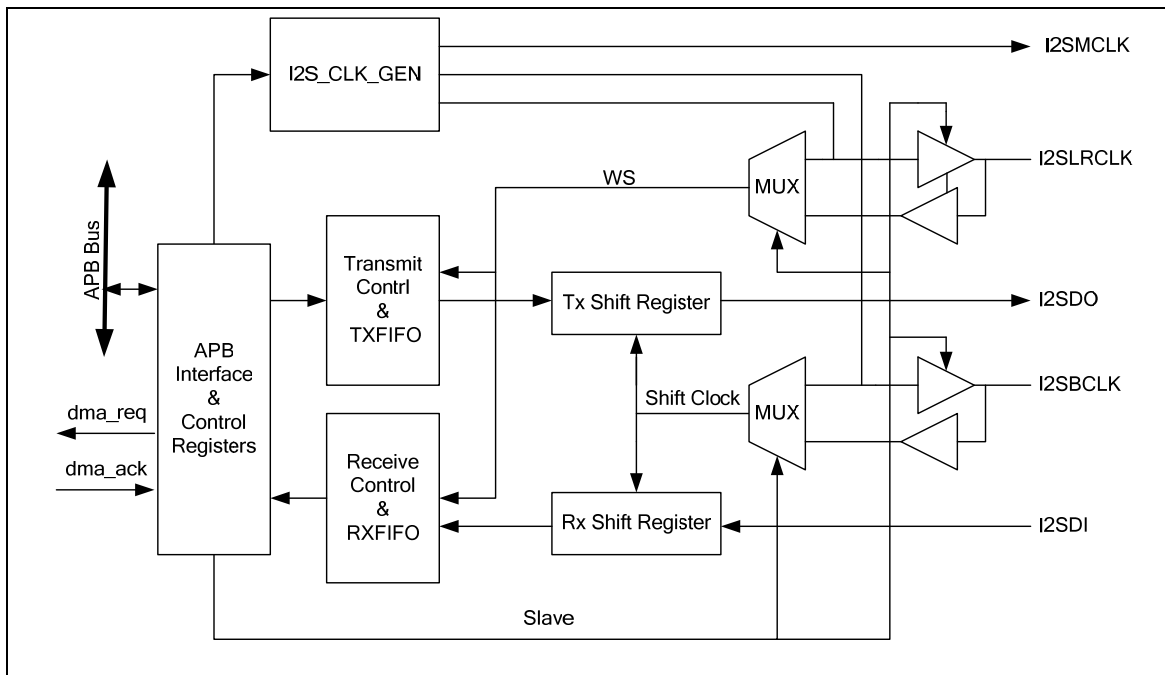 I2S_CLK_GEN
I2SMCLK
I2SLRCLK
MUX
WS
APB Bus
Transmit
Contrl
&
TXFIFO
Tx Shift Register
I2SDO
APB
Interface
&
Control
Registers
dma_req
dma_ack
Shift Clock
MUX
I2SBCLK
Receive
Control
&
RXFIFO
Rx Shift Register
I2SDI
Slave